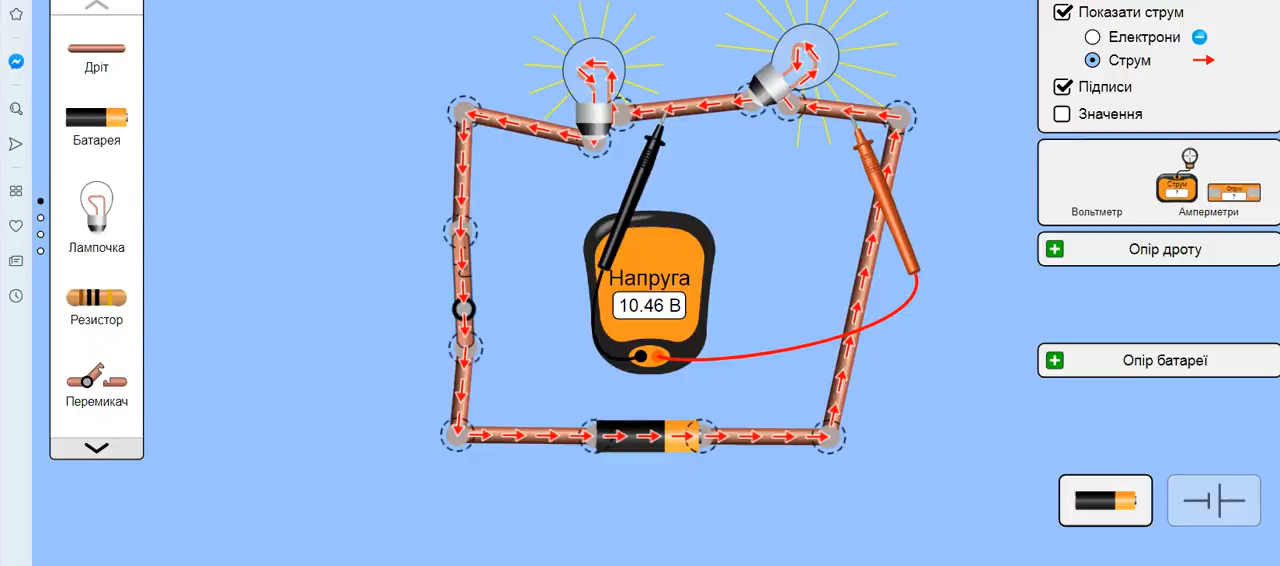 Дріт
Батарея
Лампочка
Резистор
Перемикач
Напруга
10.46 В
Показати струм
Електрони
Струм
Підписи
Значення
Струм
?
?
Вольтметр
Амперметри
Опір дроту
Опір батареї